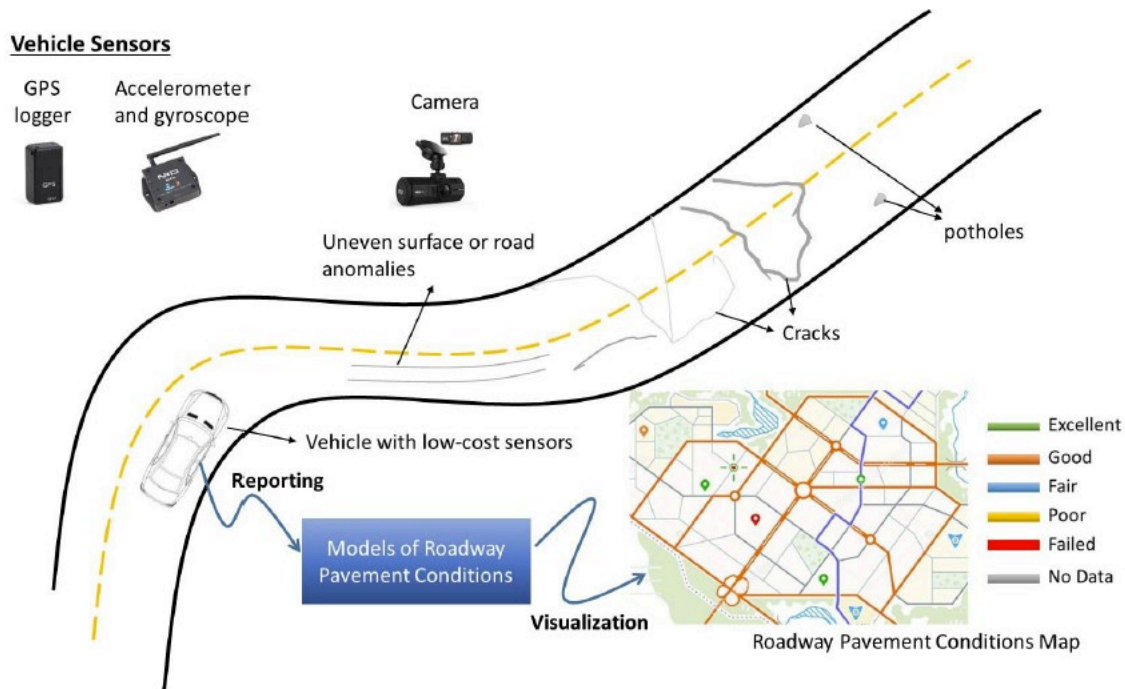 Vehicle Sensors
GPS
logger
Accelerometer
and gyroscope
Camera
GPS
Uneven surface or road
anomalies
potholes
Cracks
Vehicle with low-cost sensors
Reporting
Models of Roadway
Pavement Conditions
Visualization
Excellent
Good
Fair
Poor
Failed
No Data
Roadway Pavement Conditions Map